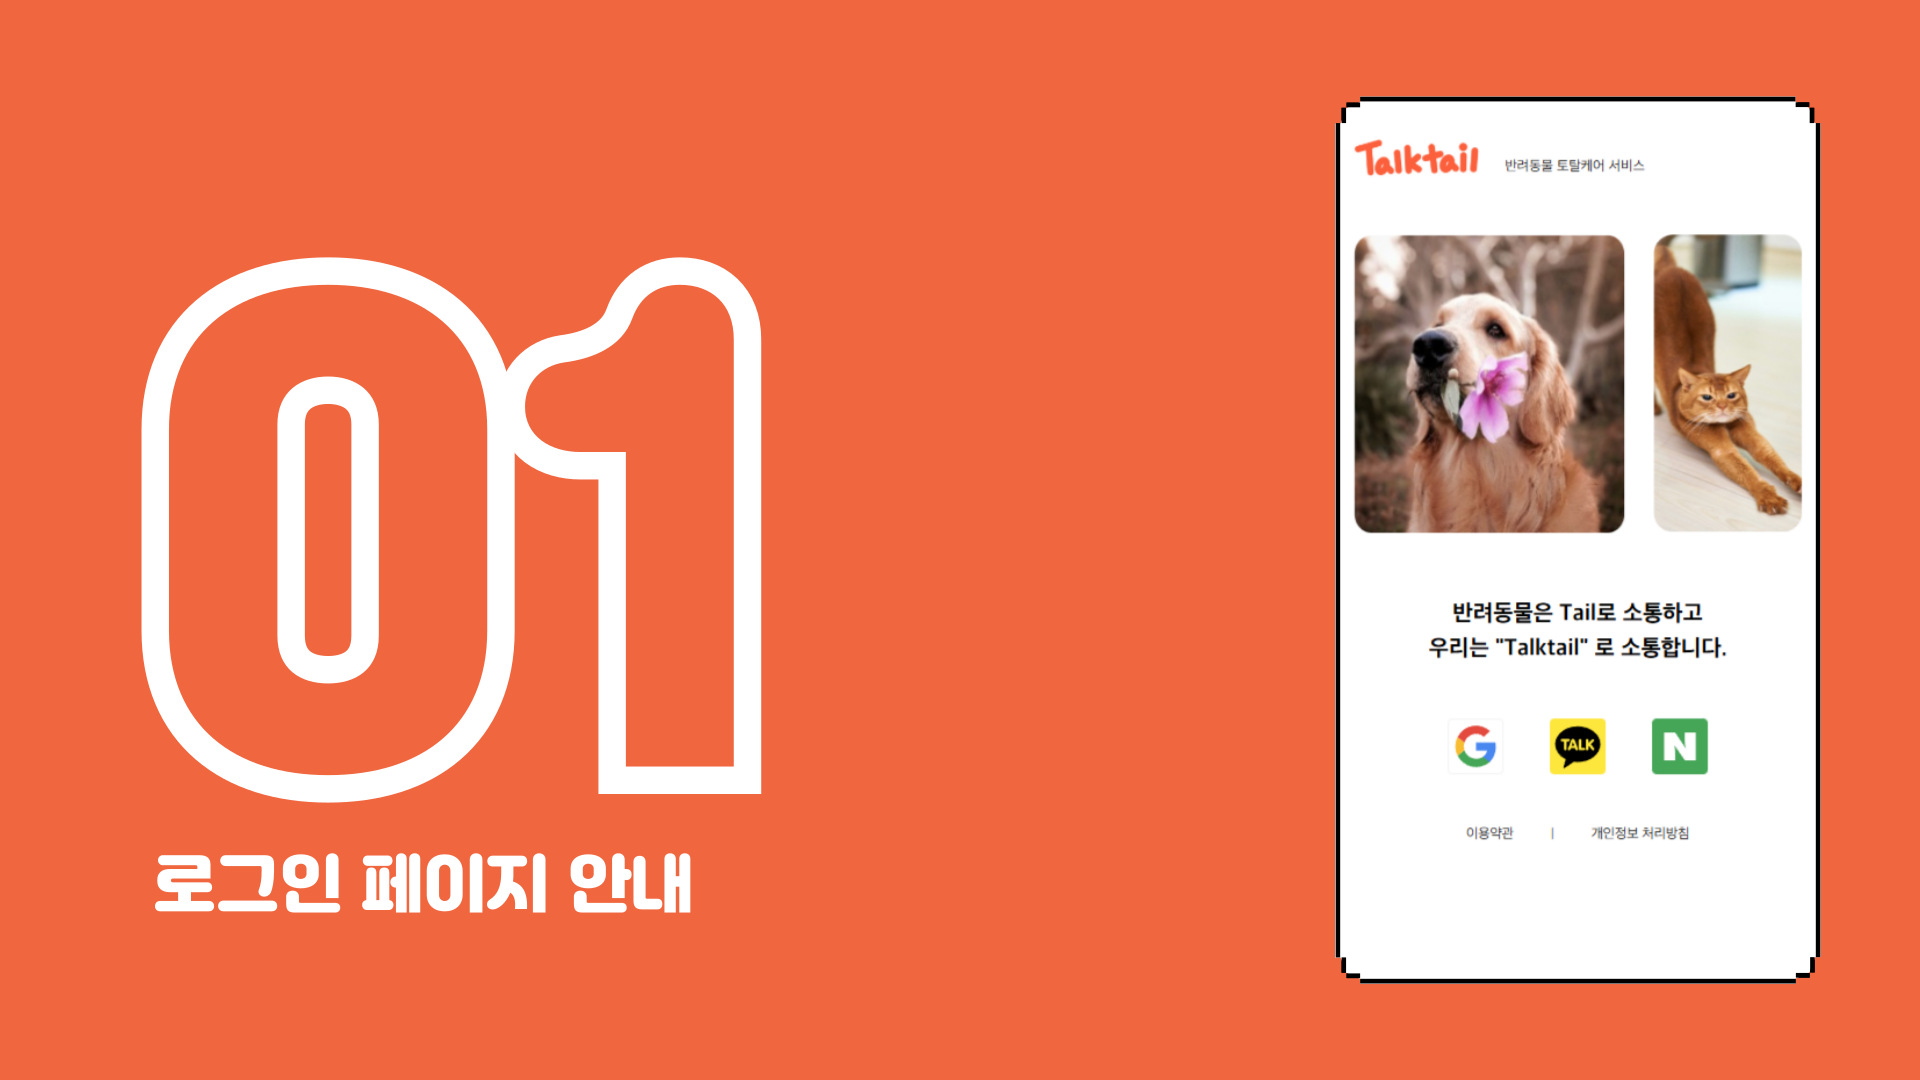 01
로그인 페이지 안내
Talktail
반려동물 토탈케어 서비스
반려동물은 Tail로 소통하고
우리는 "Talktail" 로 소통합니다.
G
TALK
N
이용약관 | 개인정보 처리방침